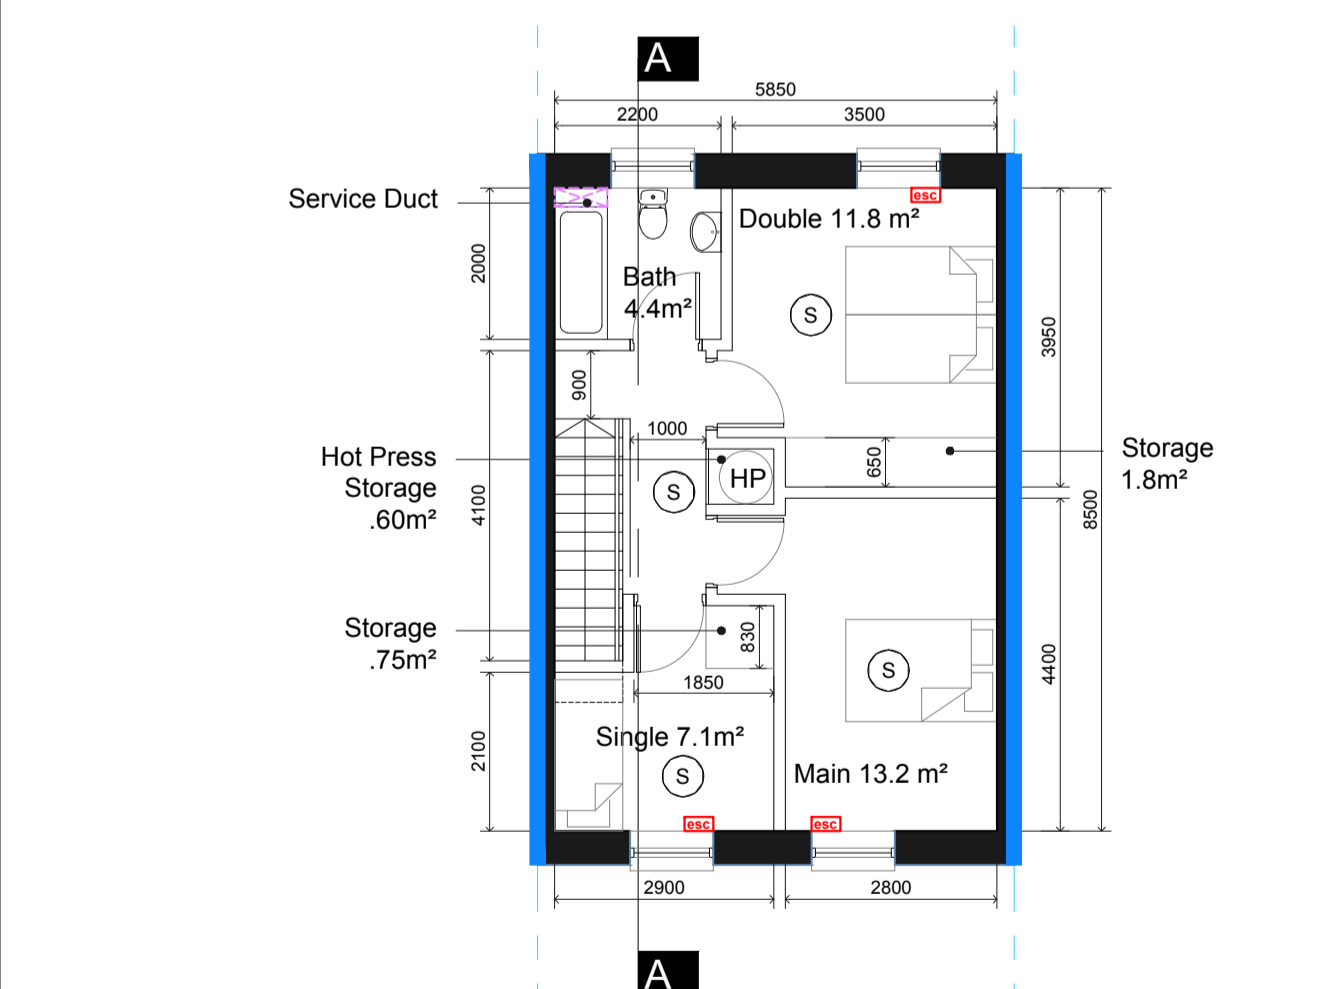 A
5850
2200
3500
Service Duct
esc
Double 11.8 m²
2000
Bath
4.4m²
S
3950
900
1000
Hot Press
Storage
.60m²
HP
650
Storage
1.8m²
S
4100
8500
Storage
.75m²
830
1850
S
4400
2100
Single 7.1m²
S
Main 13.2 m²
esc
esc
2900
2800
A